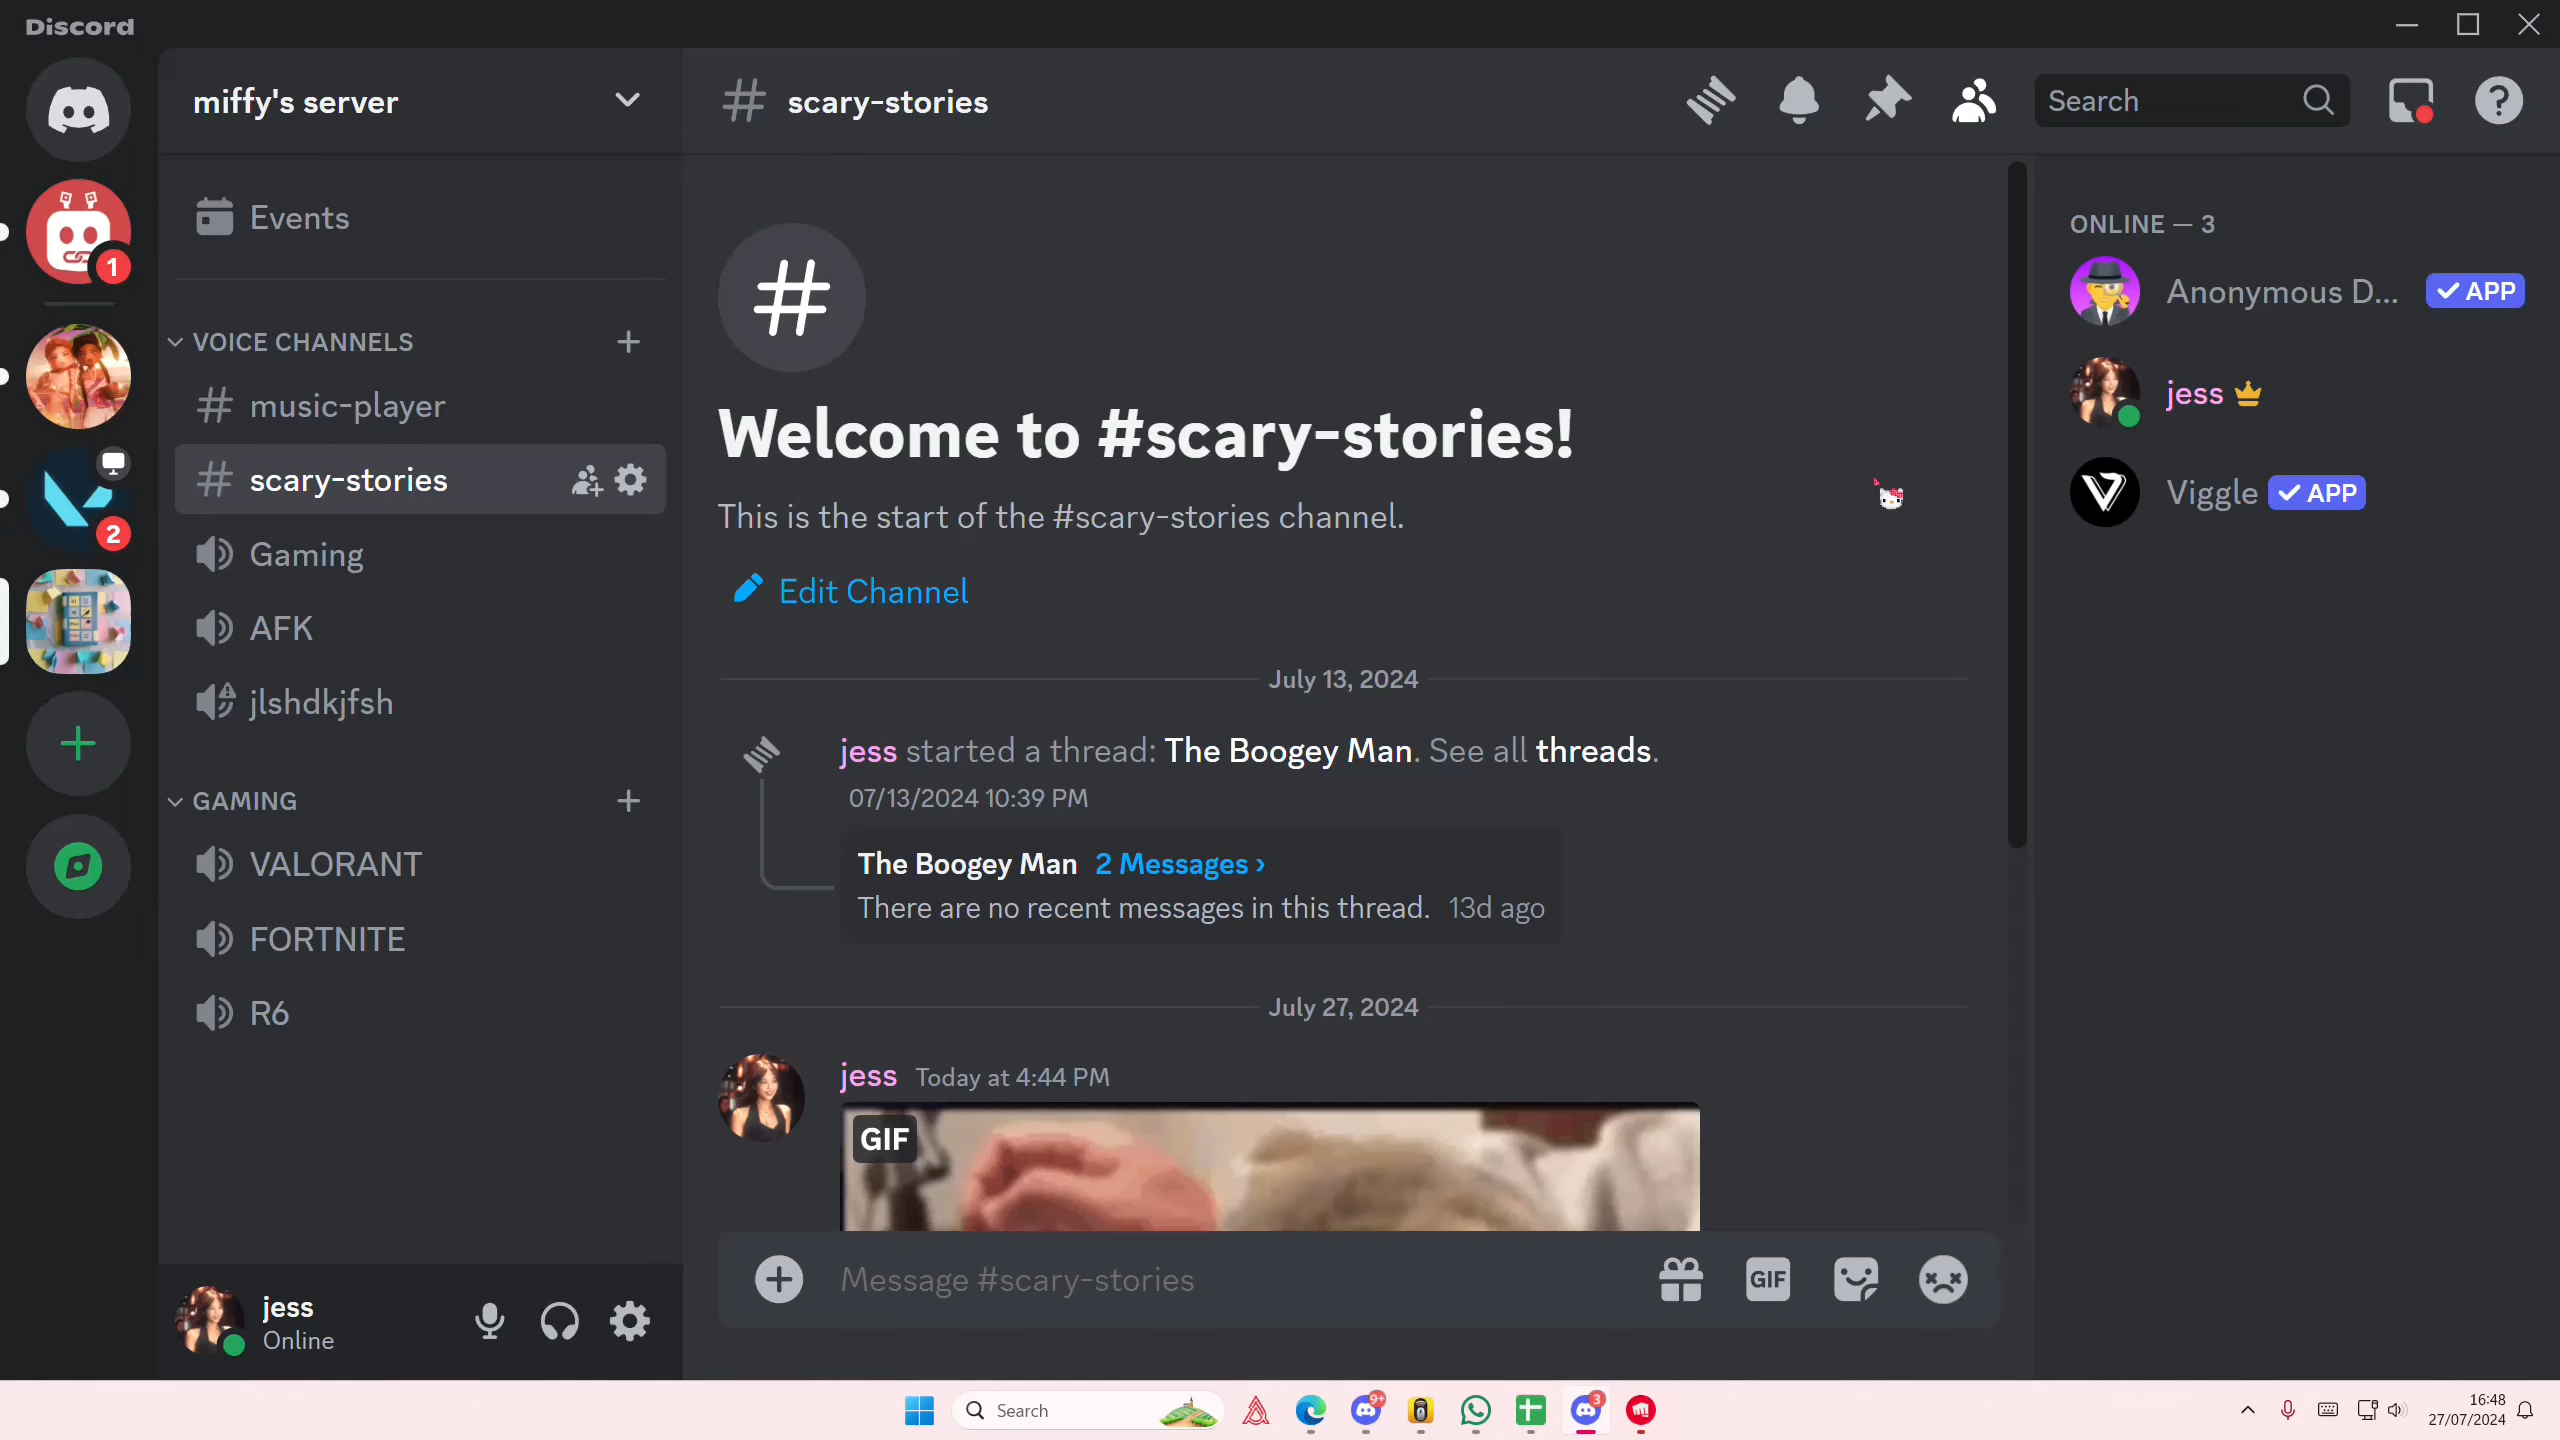 Discord
miffy's server
Events
VOICE CHANNELS
music-player
scary-stories
Gaming
AFK
jlshdkjfsh
GAMING
VALORANT
FORTNITE
R6
jess
Online
1
2
scary-stories
Search
Welcome to #scary-stories!
This is the start of the #scary-stories channel.
Edit Channel
July 13, 2024
jess started a thread: The Boogey Man. See all threads.
07/13/2024 10:39 PM
The Boogey Man 2 Messages ›
There are no recent messages in this thread. 13d ago
July 27, 2024
jess Today at 4:44 PM
GIF
Message #scary-stories
GIF
ONLINE — 3
Anonymous D... APP
jess
Viggle APP
Search
9+
3
16:48
27/07/2024